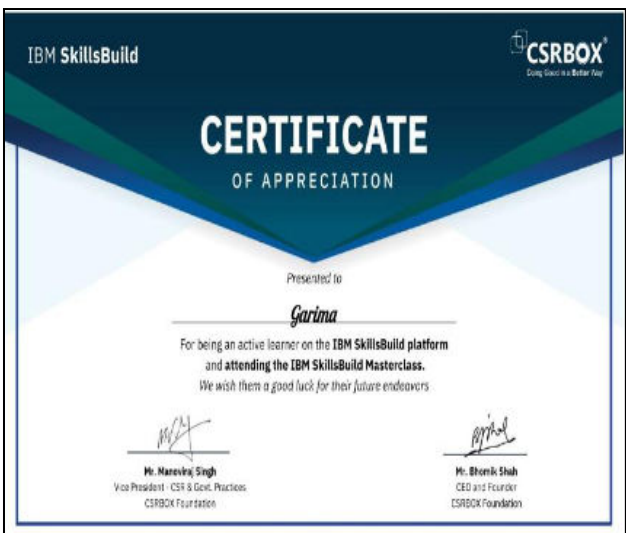 IBM SkillsBuild
CSRBOX®
Doing Good in a Better Way
CERTIFICATE
OF APPRECIATION
Presented to
Garima
For being an active learner on the IBM SkillsBuild platform
and attending the IBM SkillsBuild Masterclass.
We wish them a good luck for their future endeavors
Mr. Manoviraj Singh
Vice President - CSR & Govt. Practices
CSRBOX Foundation
Mr. Bhomik Shah
CEO and Founder
CSRBOX Foundation